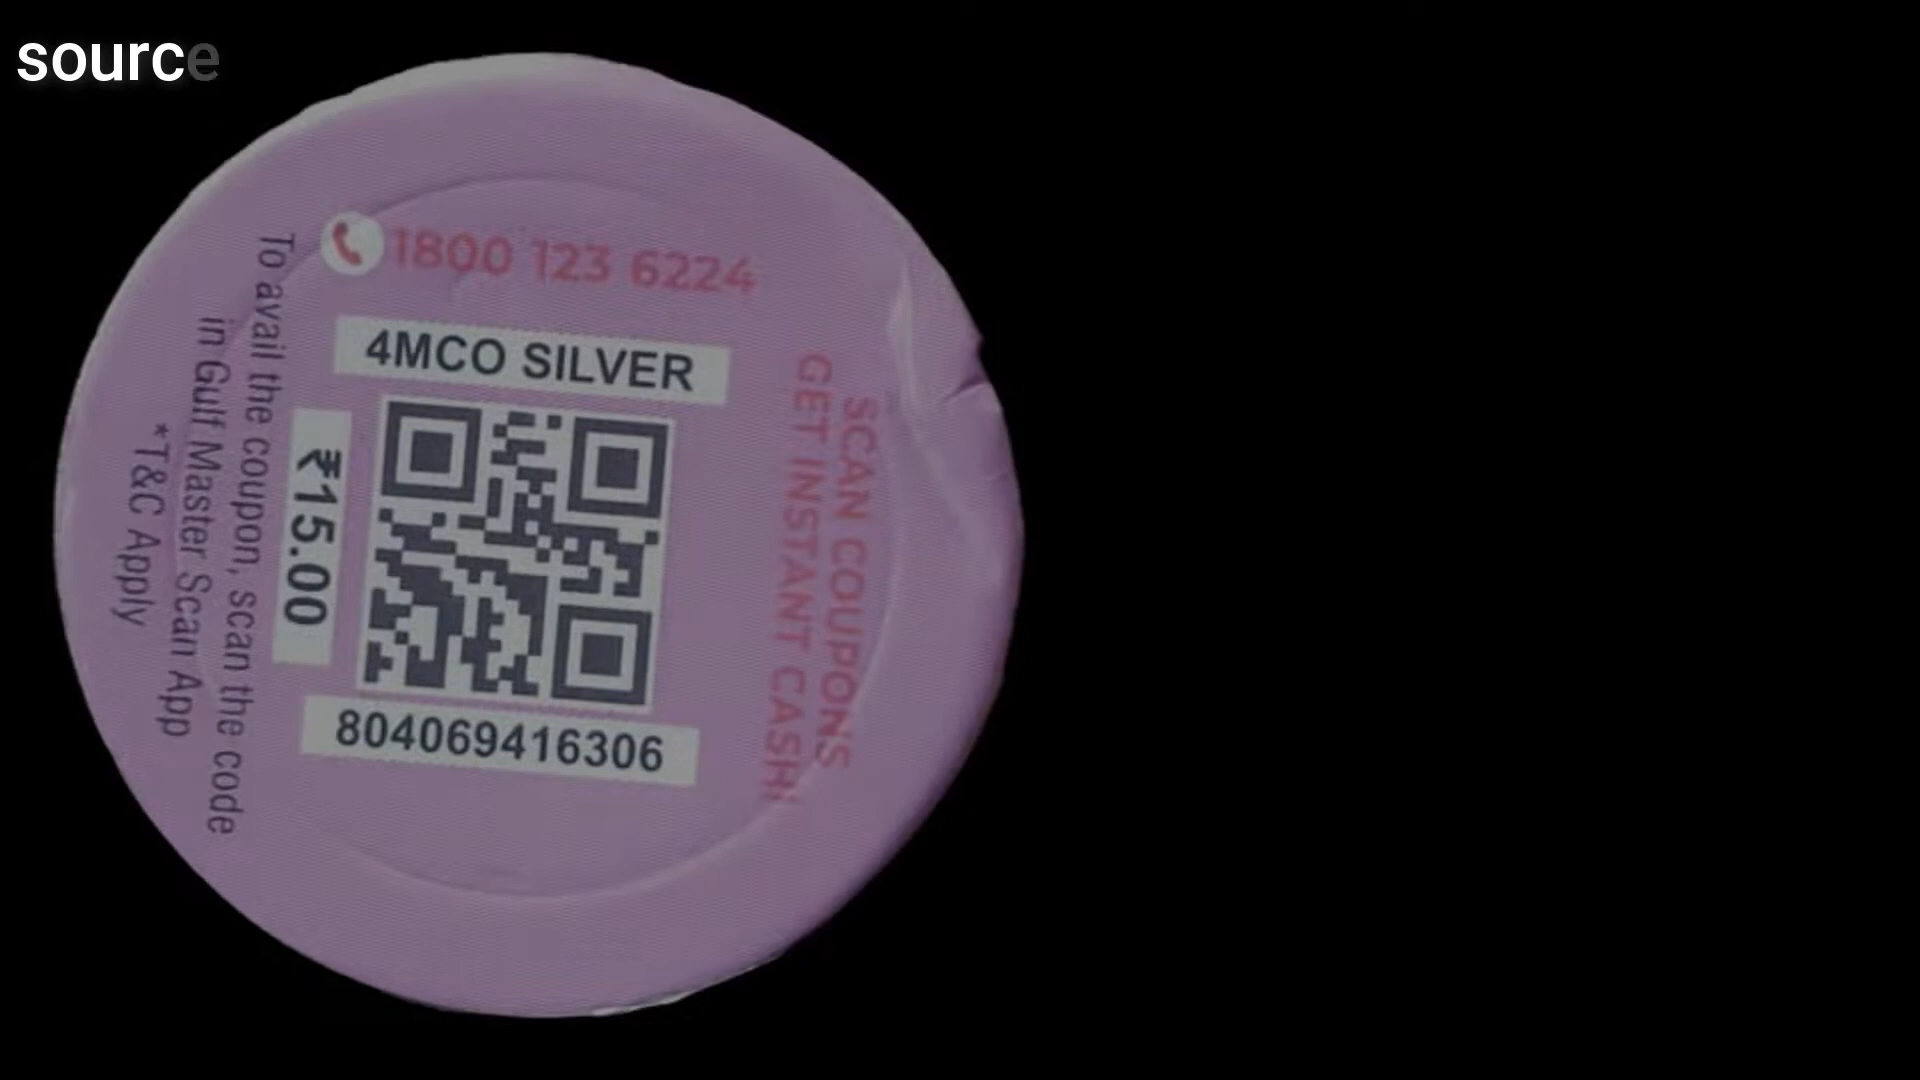 source
1800 123 6224
4MCO SILVER
₹15.00
804069416306
SCAN COUPONS
GET INSTANT CASH!
To avail the coupon, scan the code
in Gulf Master Scan App
*T&C Apply